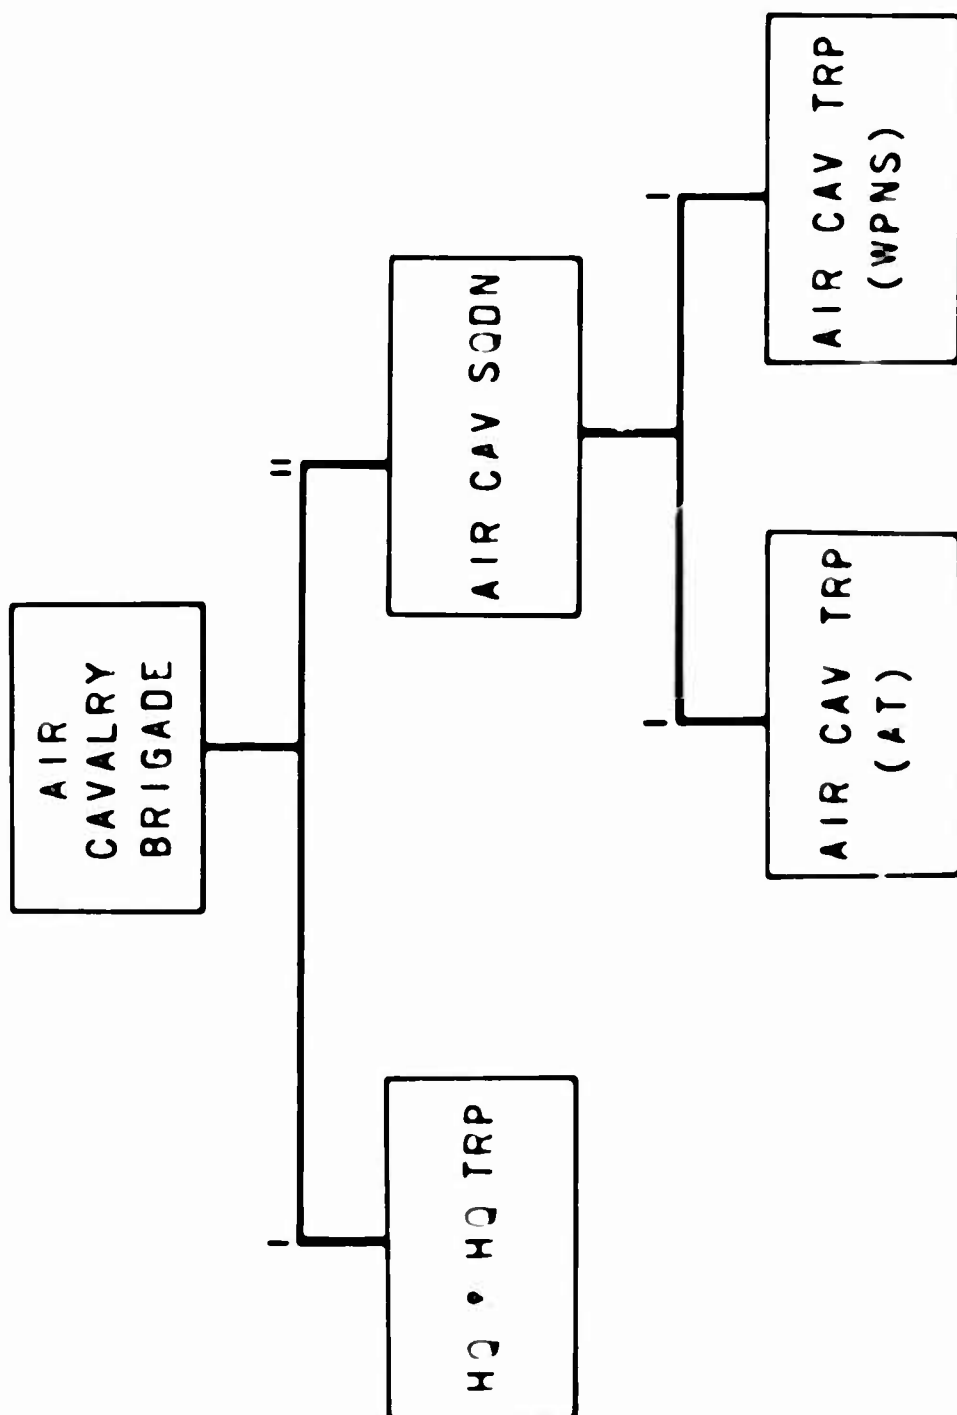 AIR
CAVALRY
BRIGADE
I
II
HQ & HQ TRP
AIR CAV SQDN
I
I
AIR CAV TRP
(AT)
AIR CAV TRP
(WPNS)